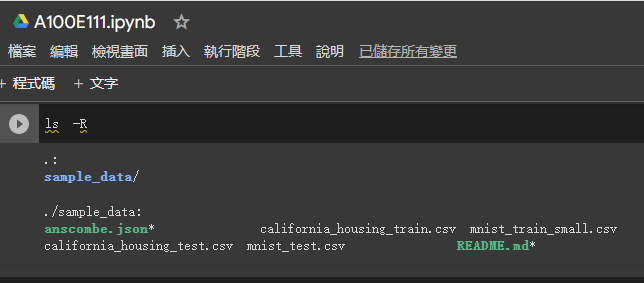 A100E111.ipynb
檔案 編輯 檢視畫面 插入 執行階段 工具 說明 已儲存所有變更
+ 程式碼 + 文字
ls -R
.:
sample_data/
./sample_data:
anscombe.json* california_housing_train.csv mnist_train_small.csv
california_housing_test.csv mnist_test.csv README.md*